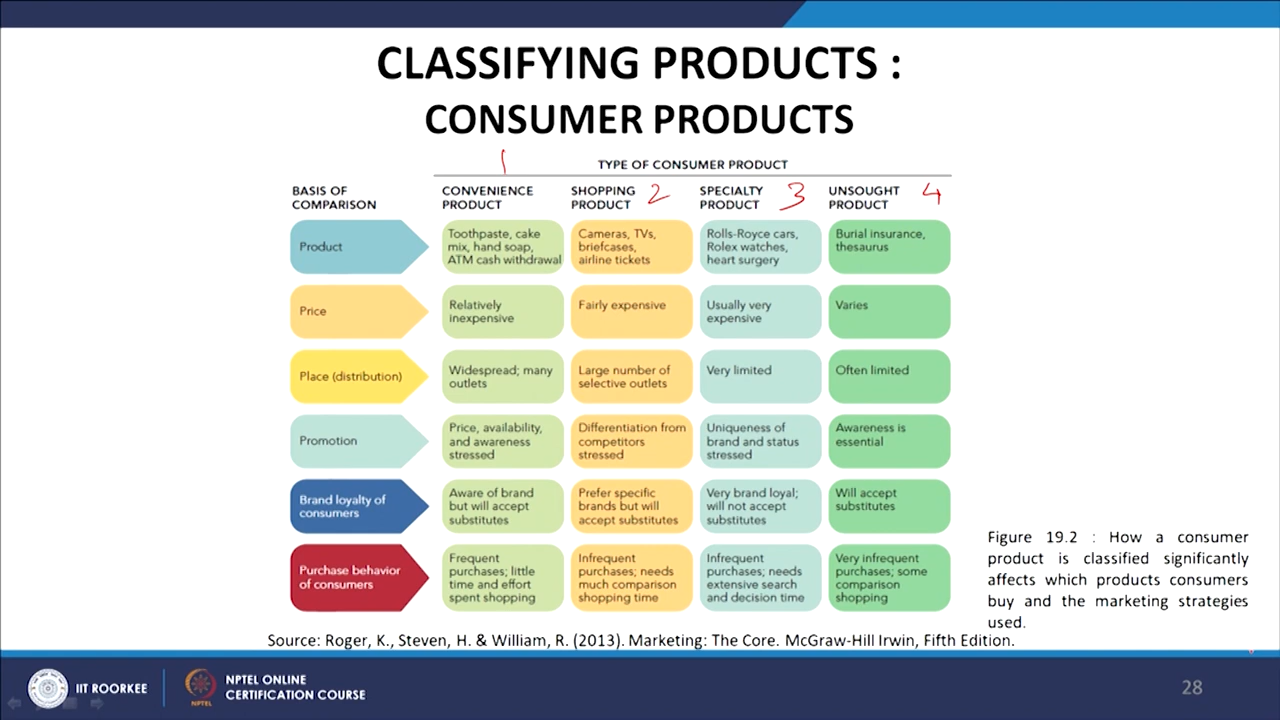 CLASSIFYING PRODUCTS :
CONSUMER PRODUCTS
1
TYPE OF CONSUMER PRODUCT
BASIS OF
COMPARISON
CONVENIENCE
PRODUCT
SHOPPING
PRODUCT
2
SPECIALTY
PRODUCT
3
UNSOUGHT
PRODUCT
4
Product
Toothpaste, cake
mix, hand soap,
ATM cash withdrawal
Cameras, TVs,
briefcases,
airline tickets
Rolls-Royce cars,
Rolex watches,
heart surgery
Burial insurance,
thesaurus
Price
Relatively
inexpensive
Fairly expensive
Usually very
expensive
Varies
Place (distribution)
Widespread; many
outlets
Large number of
selective outlets
Very limited
Often limited
Promotion
Price, availability,
and awareness
stressed
Differentiation from
competitors
stressed
Uniqueness of
brand and status
stressed
Awareness is
essential
Brand loyalty of
consumers
Aware of brand
but will accept
substitutes
Prefer specific
brands but will
accept substitutes
Very brand loyal;
will not accept
substitutes
Will accept
substitutes
Purchase behavior
of consumers
Frequent
purchases; little
time and effort
spent shopping
Infrequent
purchases; needs
much comparison
shopping time
Infrequent
purchases; needs
extensive search
and decision time
Very infrequent
purchases; some
comparison
shopping
Figure 19.2 : How a consumer
product is classified significantly
affects which products consumers
buy and the marketing strategies
used.
Source: Roger, K., Steven, H. & William, R. (2013). Marketing: The Core. McGraw-Hill Irwin, Fifth Edition.
IIT ROORKEE
NPTEL
NPTEL ONLINE
CERTIFICATION COURSE
28